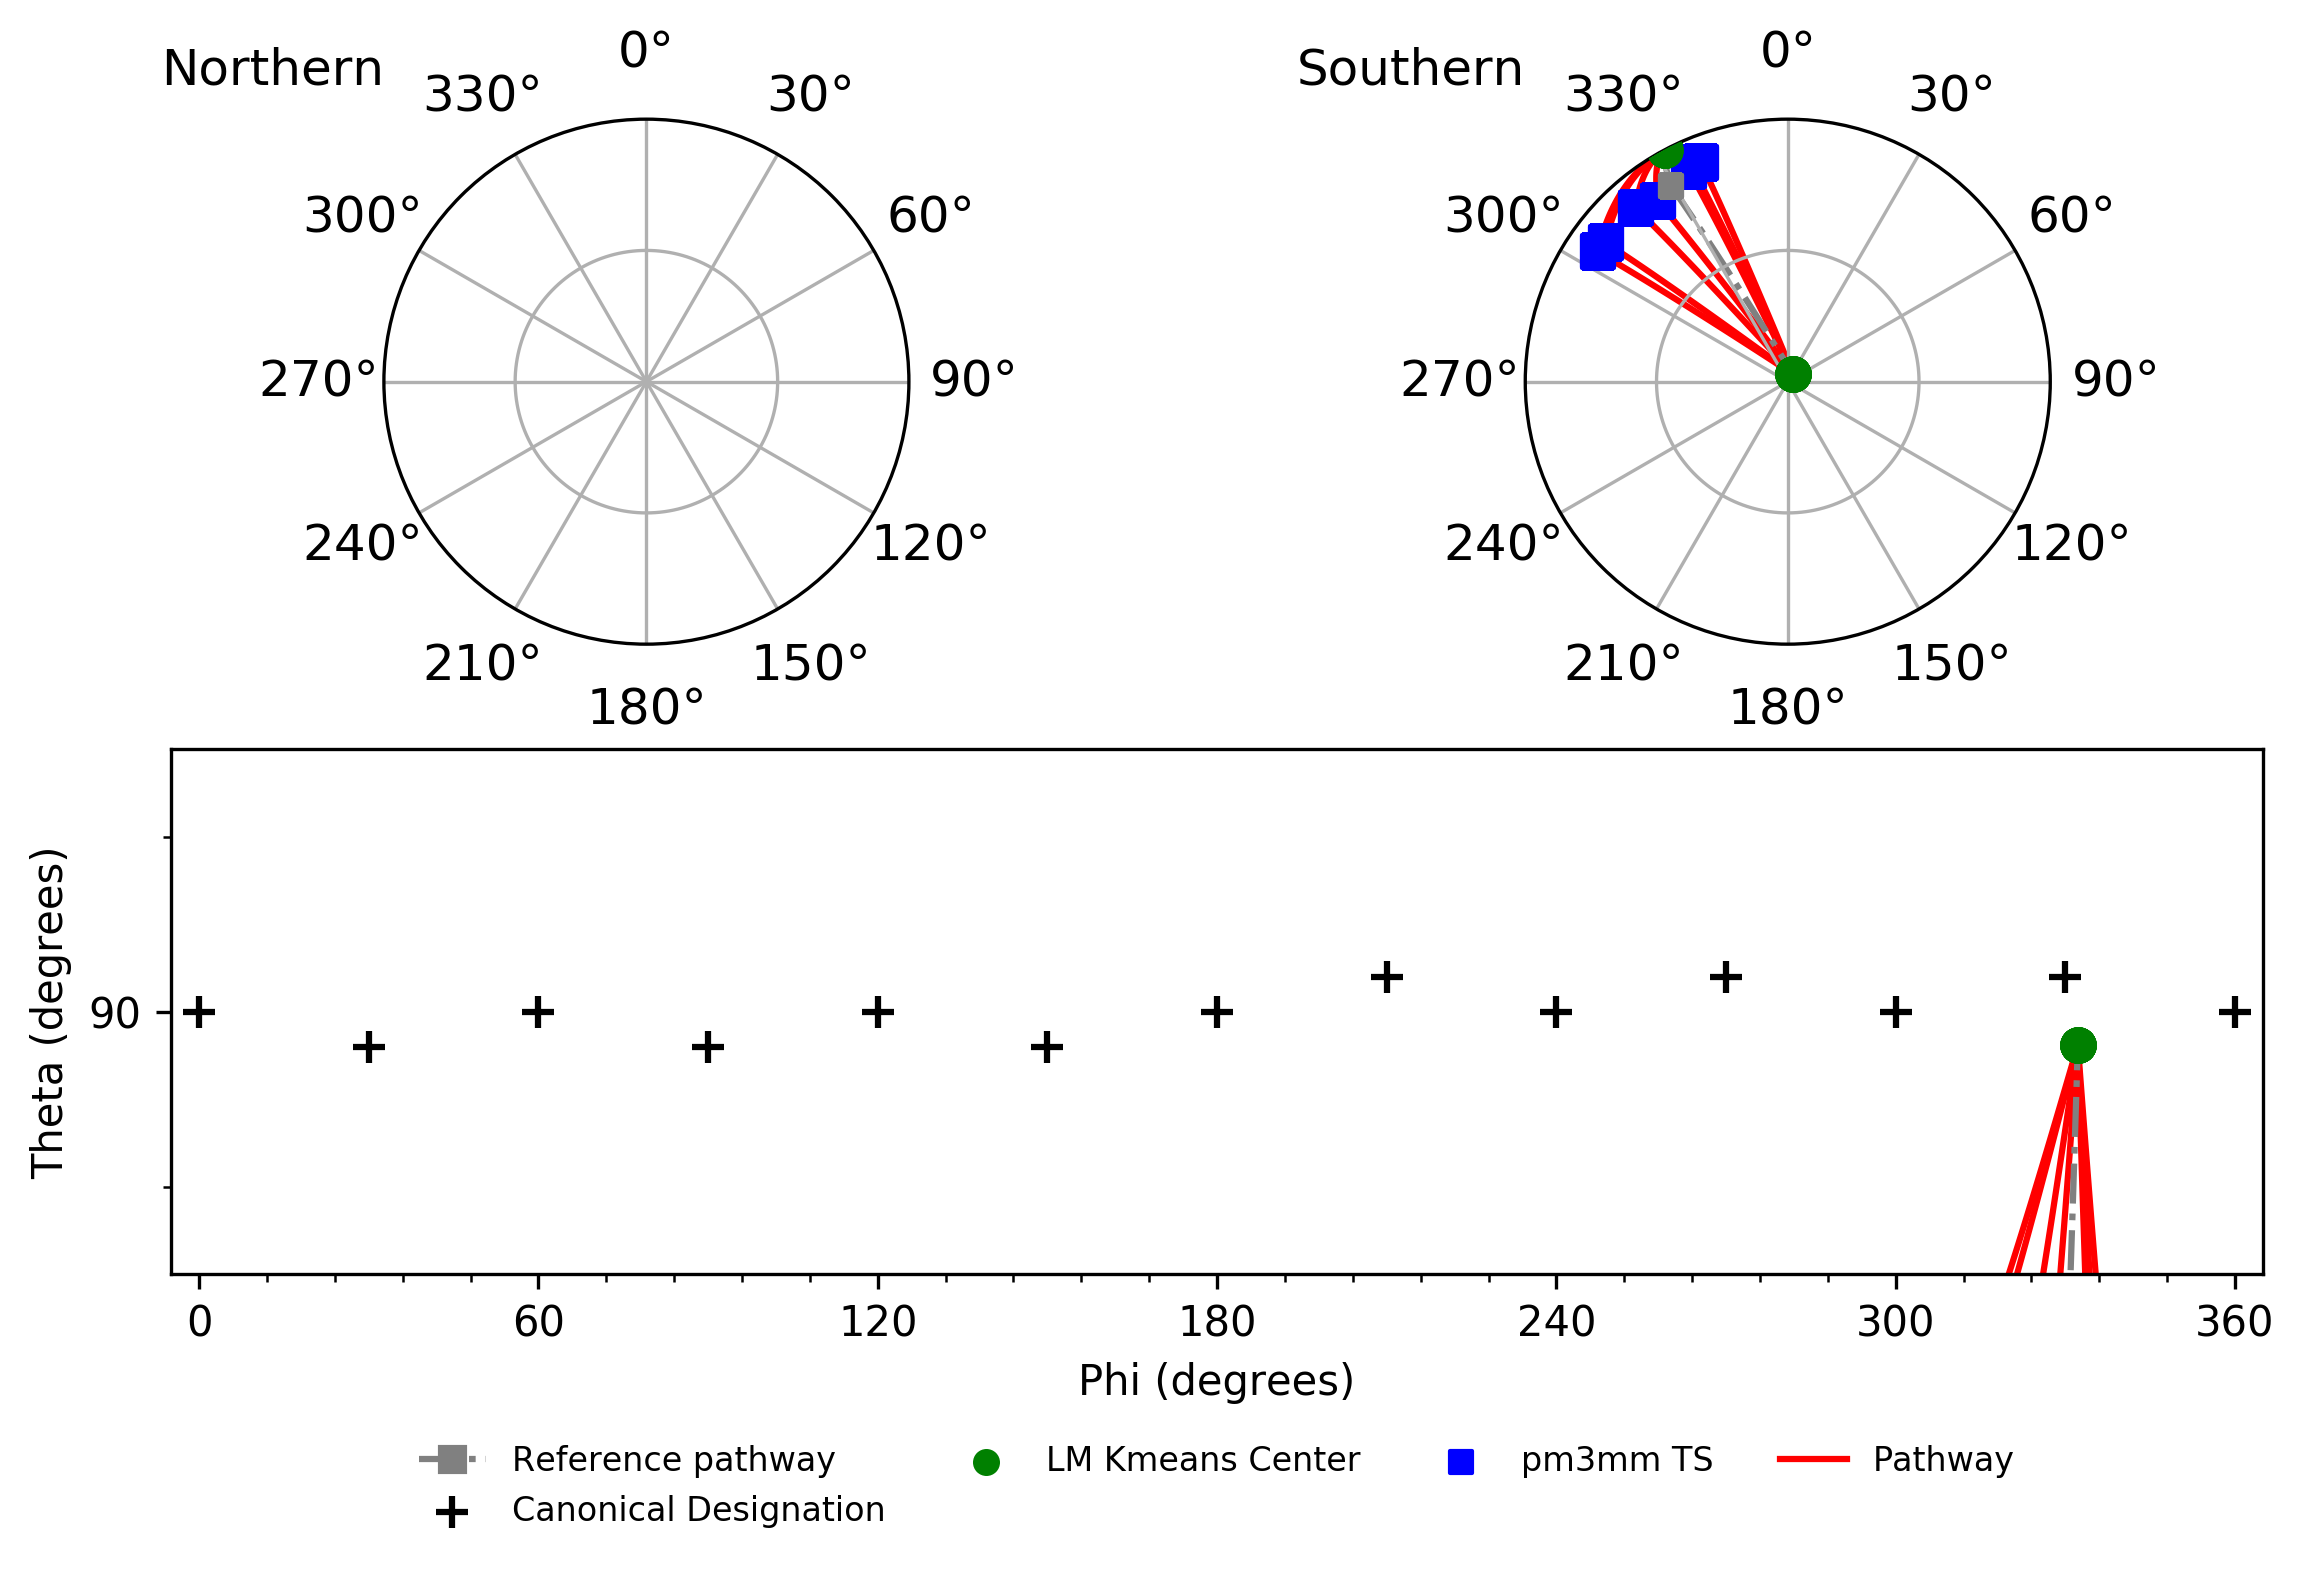 Northern
0°
330°
30°
300°
60°
270°
90°
240°
120°
210°
150°
180°
Southern
0°
330°
30°
300°
60°
270°
90°
240°
120°
210°
150°
180°
Theta (degrees)
90
0 60 120 180 240 300 360
Phi (degrees)
Reference pathway
LM Kmeans Center
pm3mm TS
Pathway
Canonical Designation